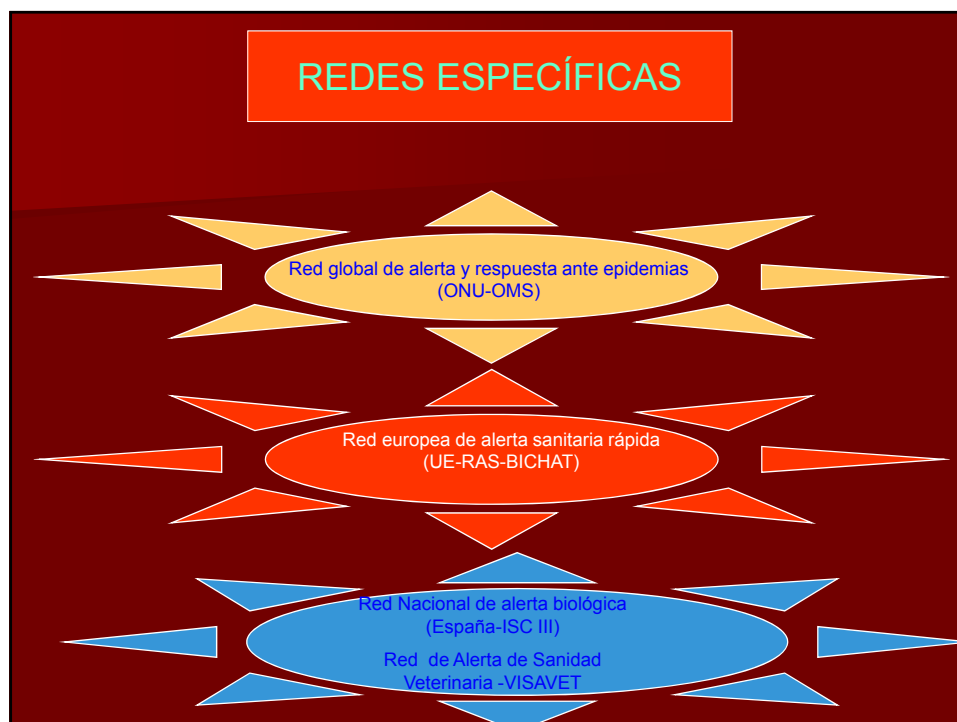 REDES ESPECÍFICAS
Red global de alerta y respuesta ante epidemias
(ONU-OMS)
Red europea de alerta sanitaria rápida
(UE-RAS-BICHAT)
Red Nacional de alerta biológica
(España-ISC III)
Red de Alerta de Sanidad
Veterinaria -VISAVET